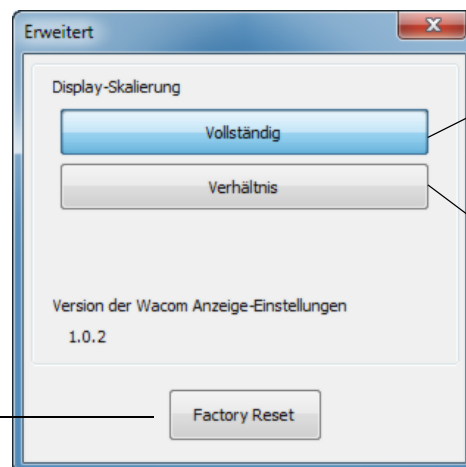 Erweitert
Display-Skalierung
Vollständig
Verhältnis
Version der Wacom Anzeige-Einstellungen
1.0.2
Factory Reset